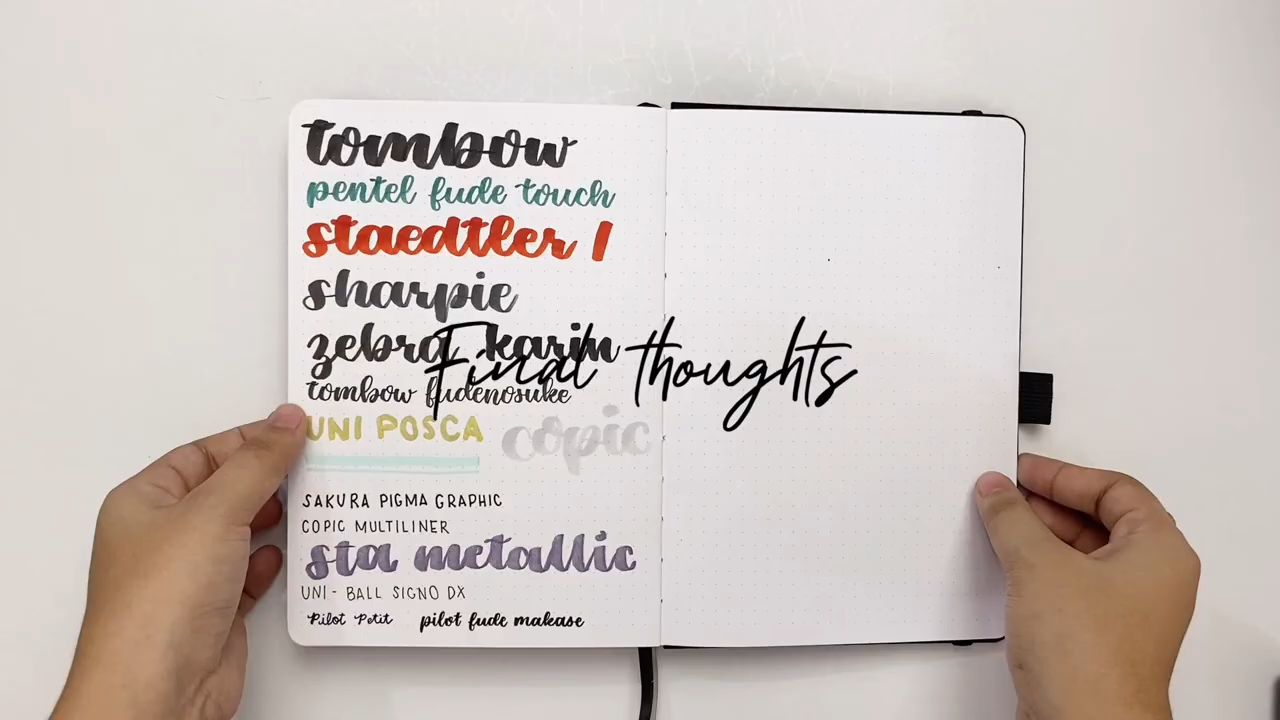 tombow
pentel fude touch
staedtler 1
sharpie
zebra karin
Final thoughts
tombow fudenosuke
UNI POSCA copic
SAKURA PIGMA GRAPHIC
COPIC MULTILINER
sta metallic
UNI-BALL SIGNO DX
Pilot Petit pilot fude makase